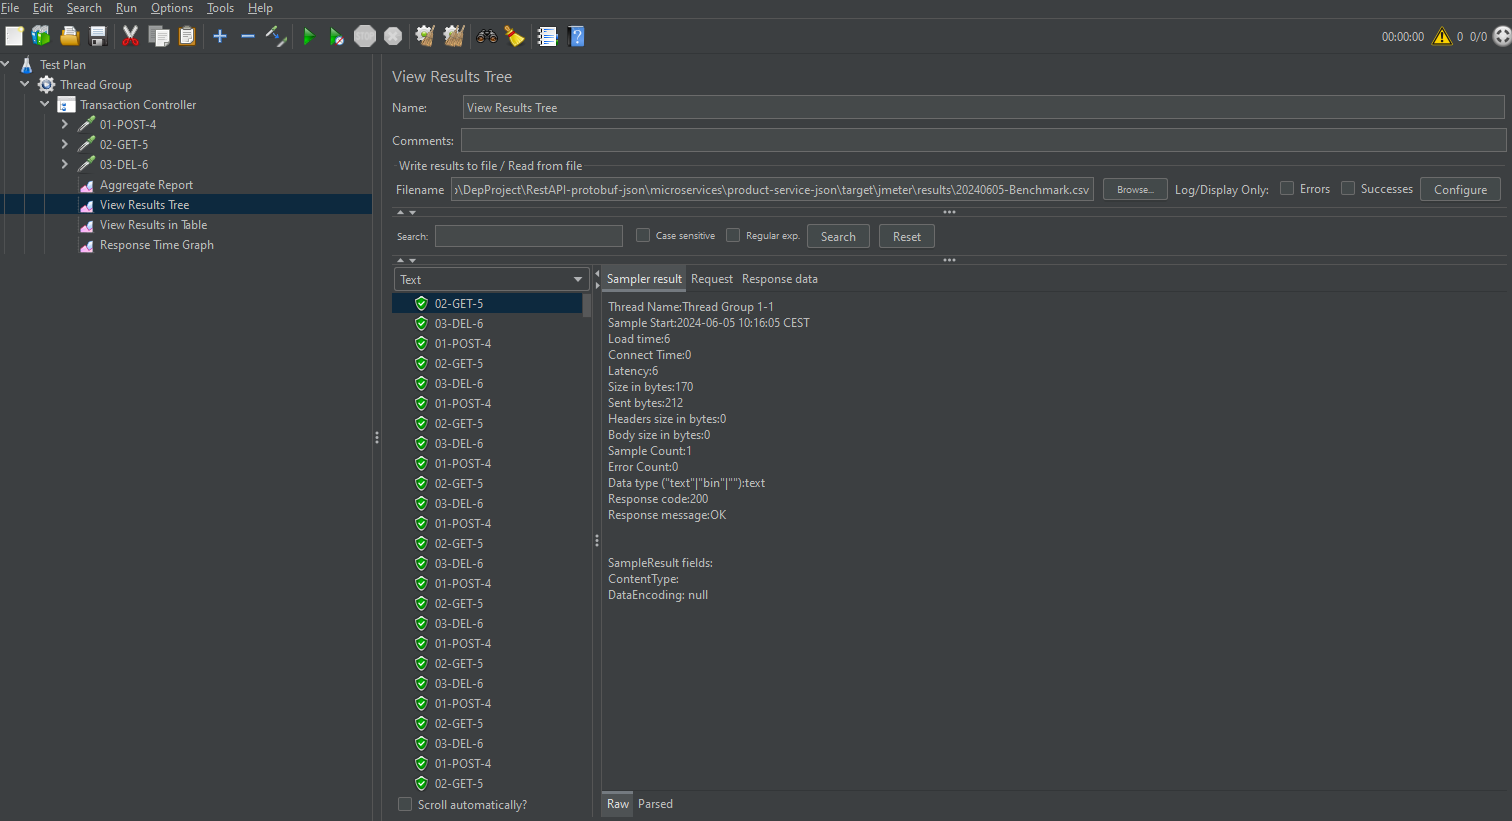 File Edit Search Run Options Tools Help
STOP
00:00:00 0 0/0
Test Plan
Thread Group
Transaction Controller
01-POST-4
02-GET-5
03-DEL-6
Aggregate Report
View Results Tree
View Results in Table
Response Time Graph
View Results Tree
Name: View Results Tree
Comments:
Write results to file / Read from file
Filename \DepProject\RestAPI-protobuf-json\microservices\product-service-json\target\jmeter\results\20240605-Benchmark.csv Browse... Log/Display Only: Errors Successes Configure
Search: Case sensitive Regular exp. Search Reset
Text
02-GET-5
03-DEL-6
01-POST-4
02-GET-5
03-DEL-6
01-POST-4
02-GET-5
03-DEL-6
01-POST-4
02-GET-5
03-DEL-6
01-POST-4
02-GET-5
03-DEL-6
01-POST-4
02-GET-5
03-DEL-6
01-POST-4
02-GET-5
03-DEL-6
01-POST-4
02-GET-5
03-DEL-6
01-POST-4
02-GET-5
Scroll automatically?
Sampler result Request Response data
Thread Name:Thread Group 1-1
Sample Start:2024-06-05 10:16:05 CEST
Load time:6
Connect Time:0
Latency:6
Size in bytes:170
Sent bytes:212
Headers size in bytes:0
Body size in bytes:0
Sample Count:1
Error Count:0
Data type ("text"|"bin"|""):text
Response code:200
Response message:OK
SampleResult fields:
ContentType:
DataEncoding: null
Raw Parsed